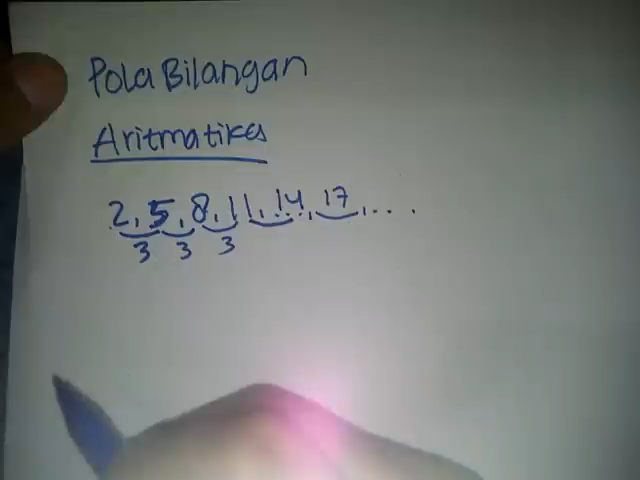 Pola Bilangan
Aritmatika
2, 5, 8, 11, 14, 17, ...
3 3 3